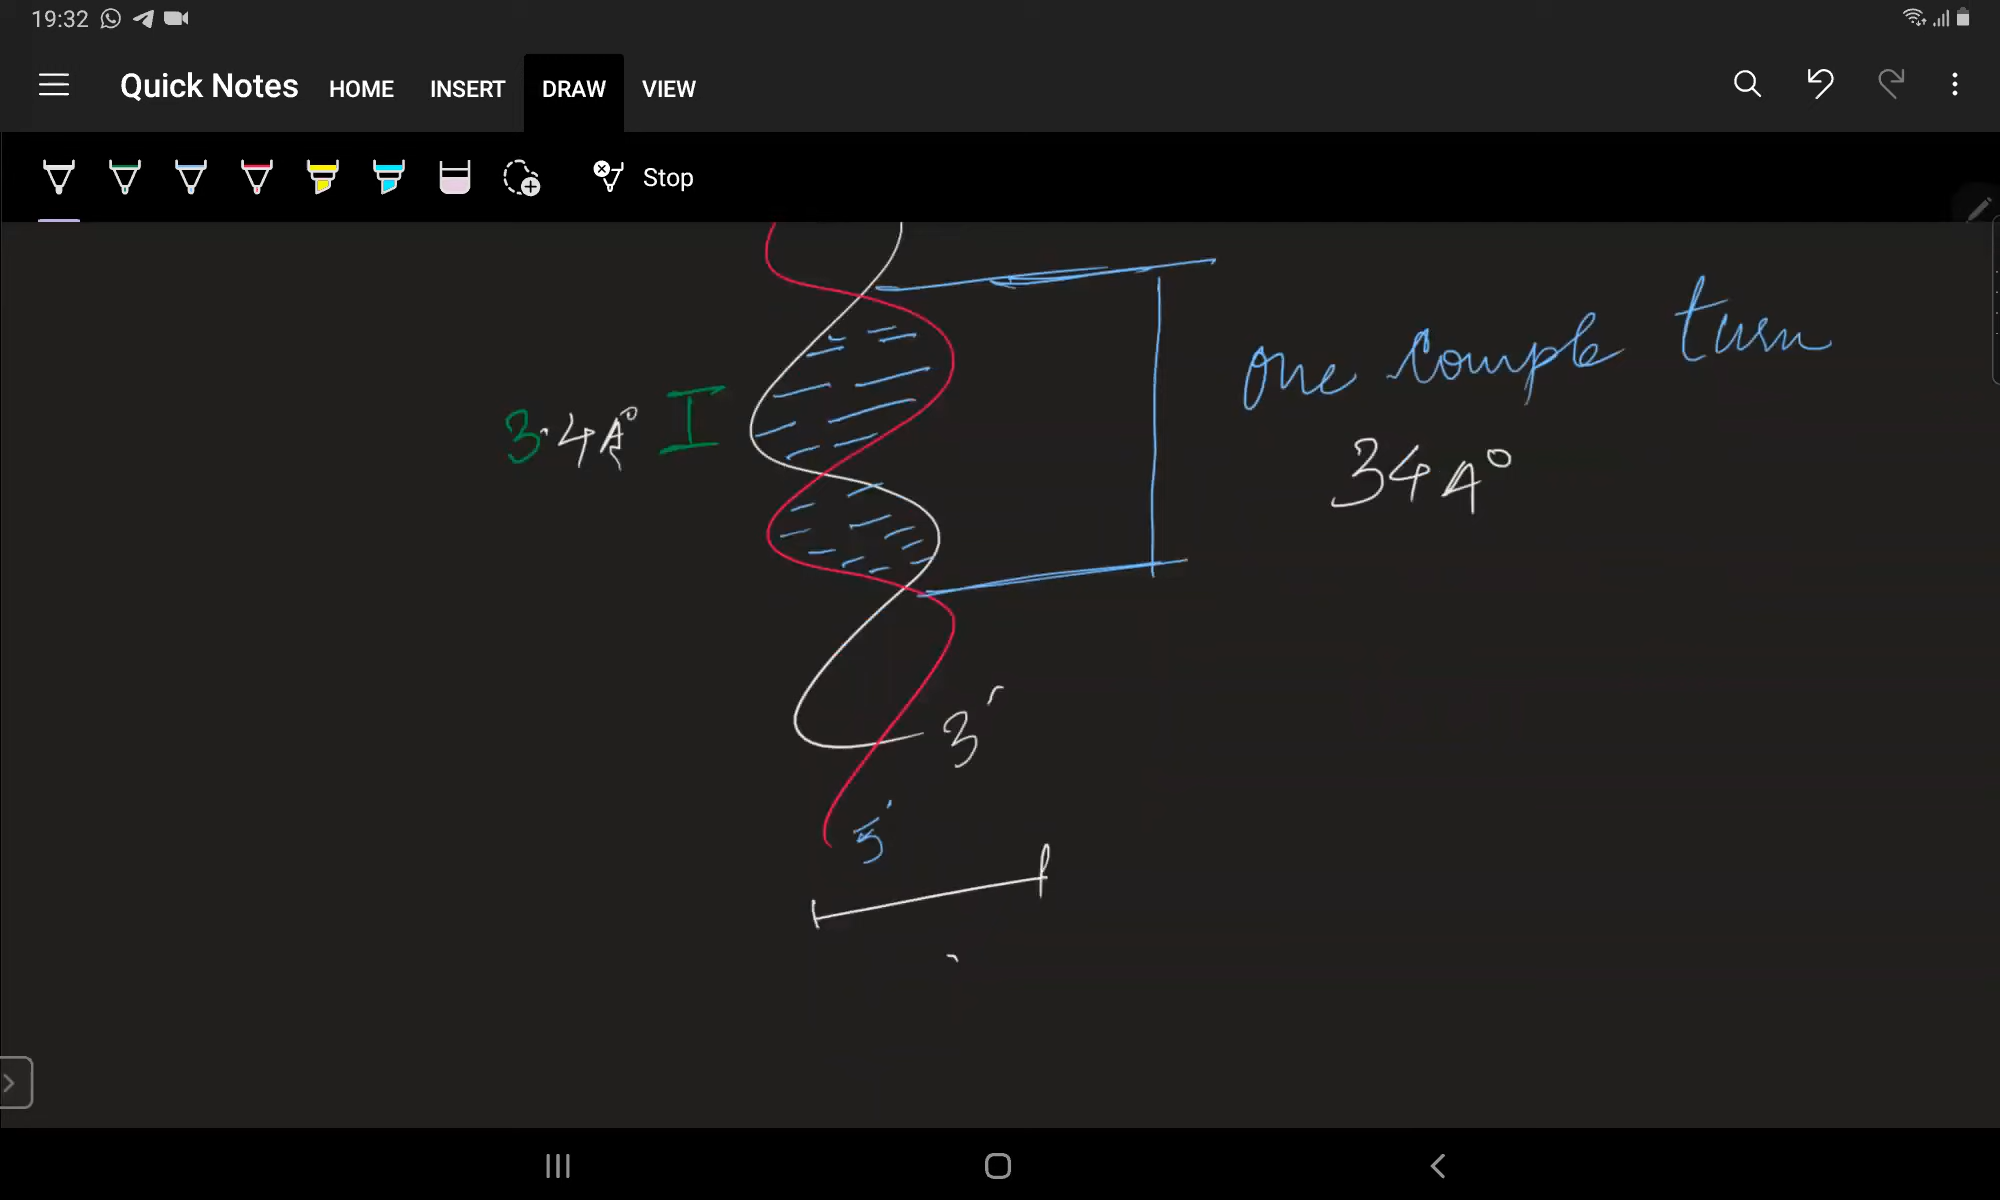 19:32
Quick Notes HOME INSERT DRAW VIEW
Stop
one comple turn
3.4A°
34A°
3'
5'